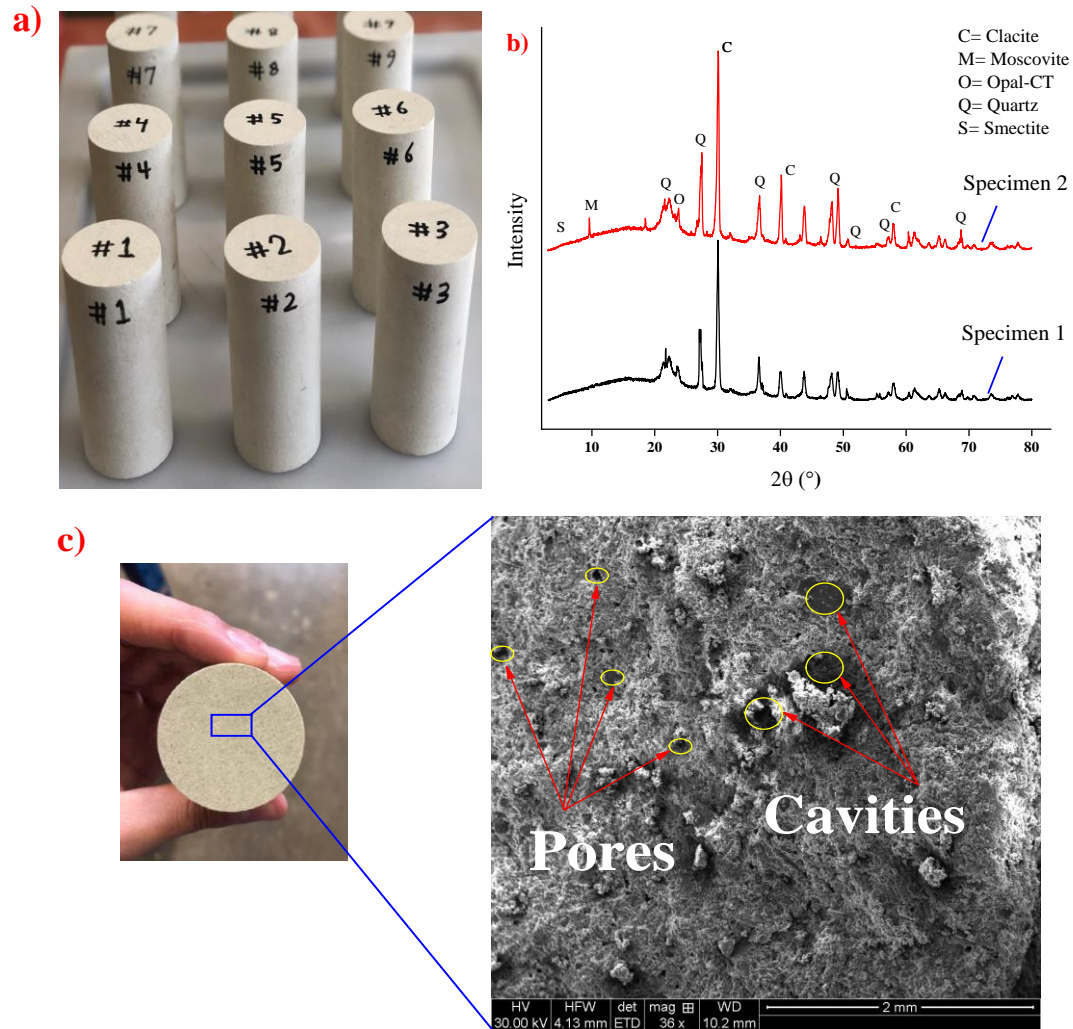 a)
#7
#8
#9
#7
#8
#9
#4
#5
#6
#4
#5
#6
#1
#2
#3
#1
#2
#3
b)
C= Clacite
M= Moscovite
O= Opal-CT
Q= Quartz
S= Smectite
Intensity
S
M
Q
O
Q
C
Q
C
Q
Q
Q
C
Q
Specimen 2
Specimen 1
10 20 30 40 50 60 70 80
2θ (°)
c)
Pores
Cavities
HV HFW det mag ⊞ WD
30.00 kV 4.13 mm ETD 36 x 10.2 mm
2 mm